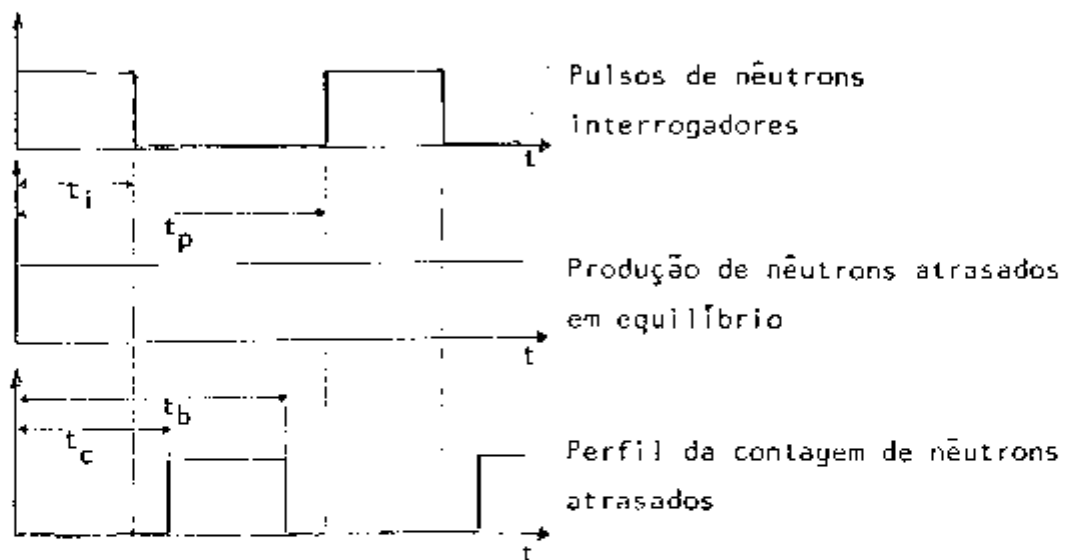 Pulsos de nêutrons
interrogadores
t
t_i
t_p
Produção de nêutrons atrasados
em equilíbrio
t
t_b
t_c
Perfil da contagem de nêutrons
atrasados
t